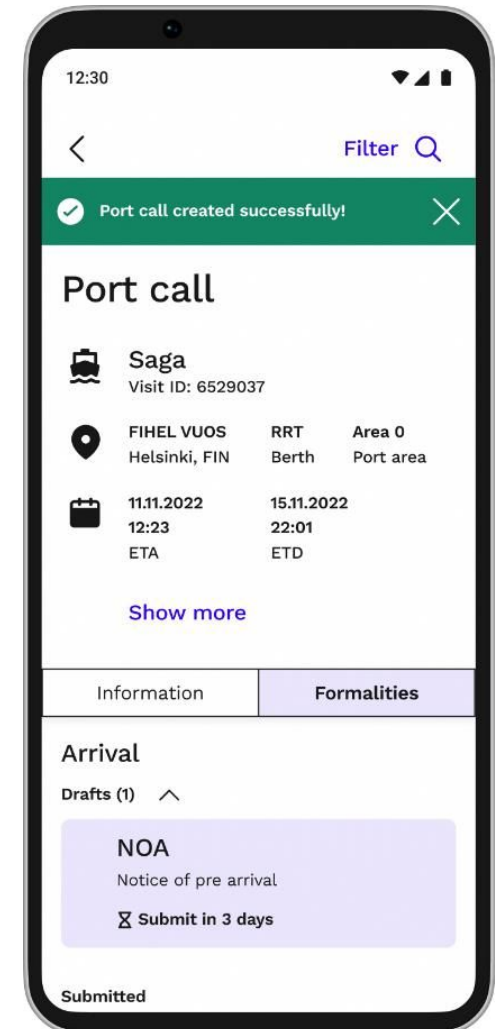 12:30
Filter
Port call created successfully!
Port call
Saga
Visit ID: 6529037
FIHEL VUOS RRT Area 0
Helsinki, FIN Berth Port area
11.11.2022 15.11.2022
12:23 22:01
ETA ETD
Show more
Information Formalities
Arrival
Drafts (1)
NOA
Notice of pre arrival
Submit in 3 days
Submitted